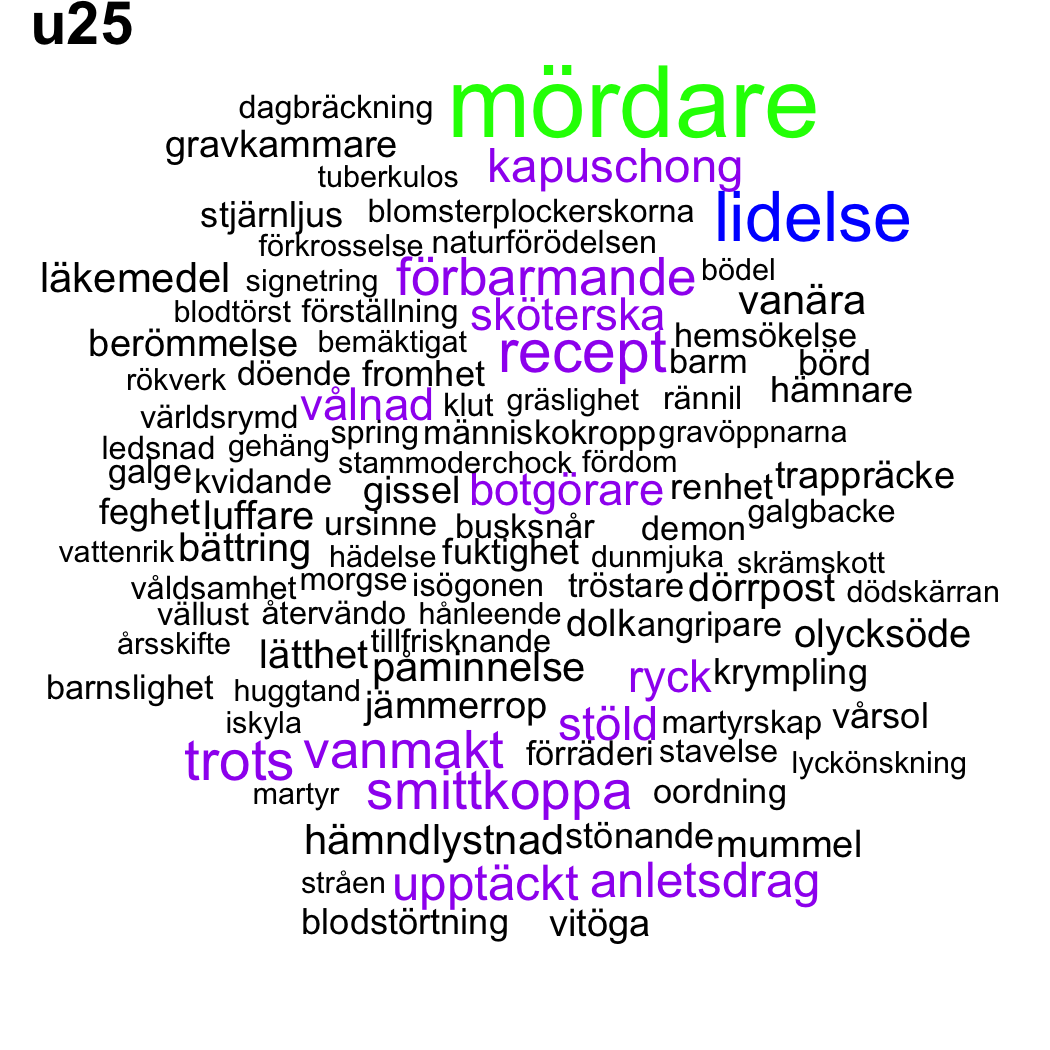 u25
dagbräckning mördare
gravkammare kapuschong
tuberkulos
stjärnljus blomsterplockerskorna lidelse
förkrosselse naturförödelsen
läkemedel signetring förbarmande bödel
blodtörst förställning sköterska vanära
berömmelse bemäktigat recept hemsökelse
rökverk döende fromhet barm börd
världsrymd vålnad klut gräslighet rännil hämnare
ledsnad gehäng spring människokropp gravöppnarna
galge kvidande stammoderchock fördom trappräcke
gissel botgörare renhet
feghet luffare ursinne busksnår demon galgbacke
vattenrik bättring hädelse fuktighet dunmjuka skrämskott
våldsamhet morgse isögonen tröstare dörrpost dödskärran
vällust återvändo hånleende dolk angripare olycksöde
årsskifte lätthet tillfrisknande
påminnelse ryck krympling
barnslighet huggtand jämmerrop
iskyla stöld martyrskap vårsol
trots vanmakt förräderi stavelse lyckönskning
martyr smittkoppa oordning
hämndlystnad stönande mummel
stråen upptäckt anletsdrag
blodstörtning vitöga